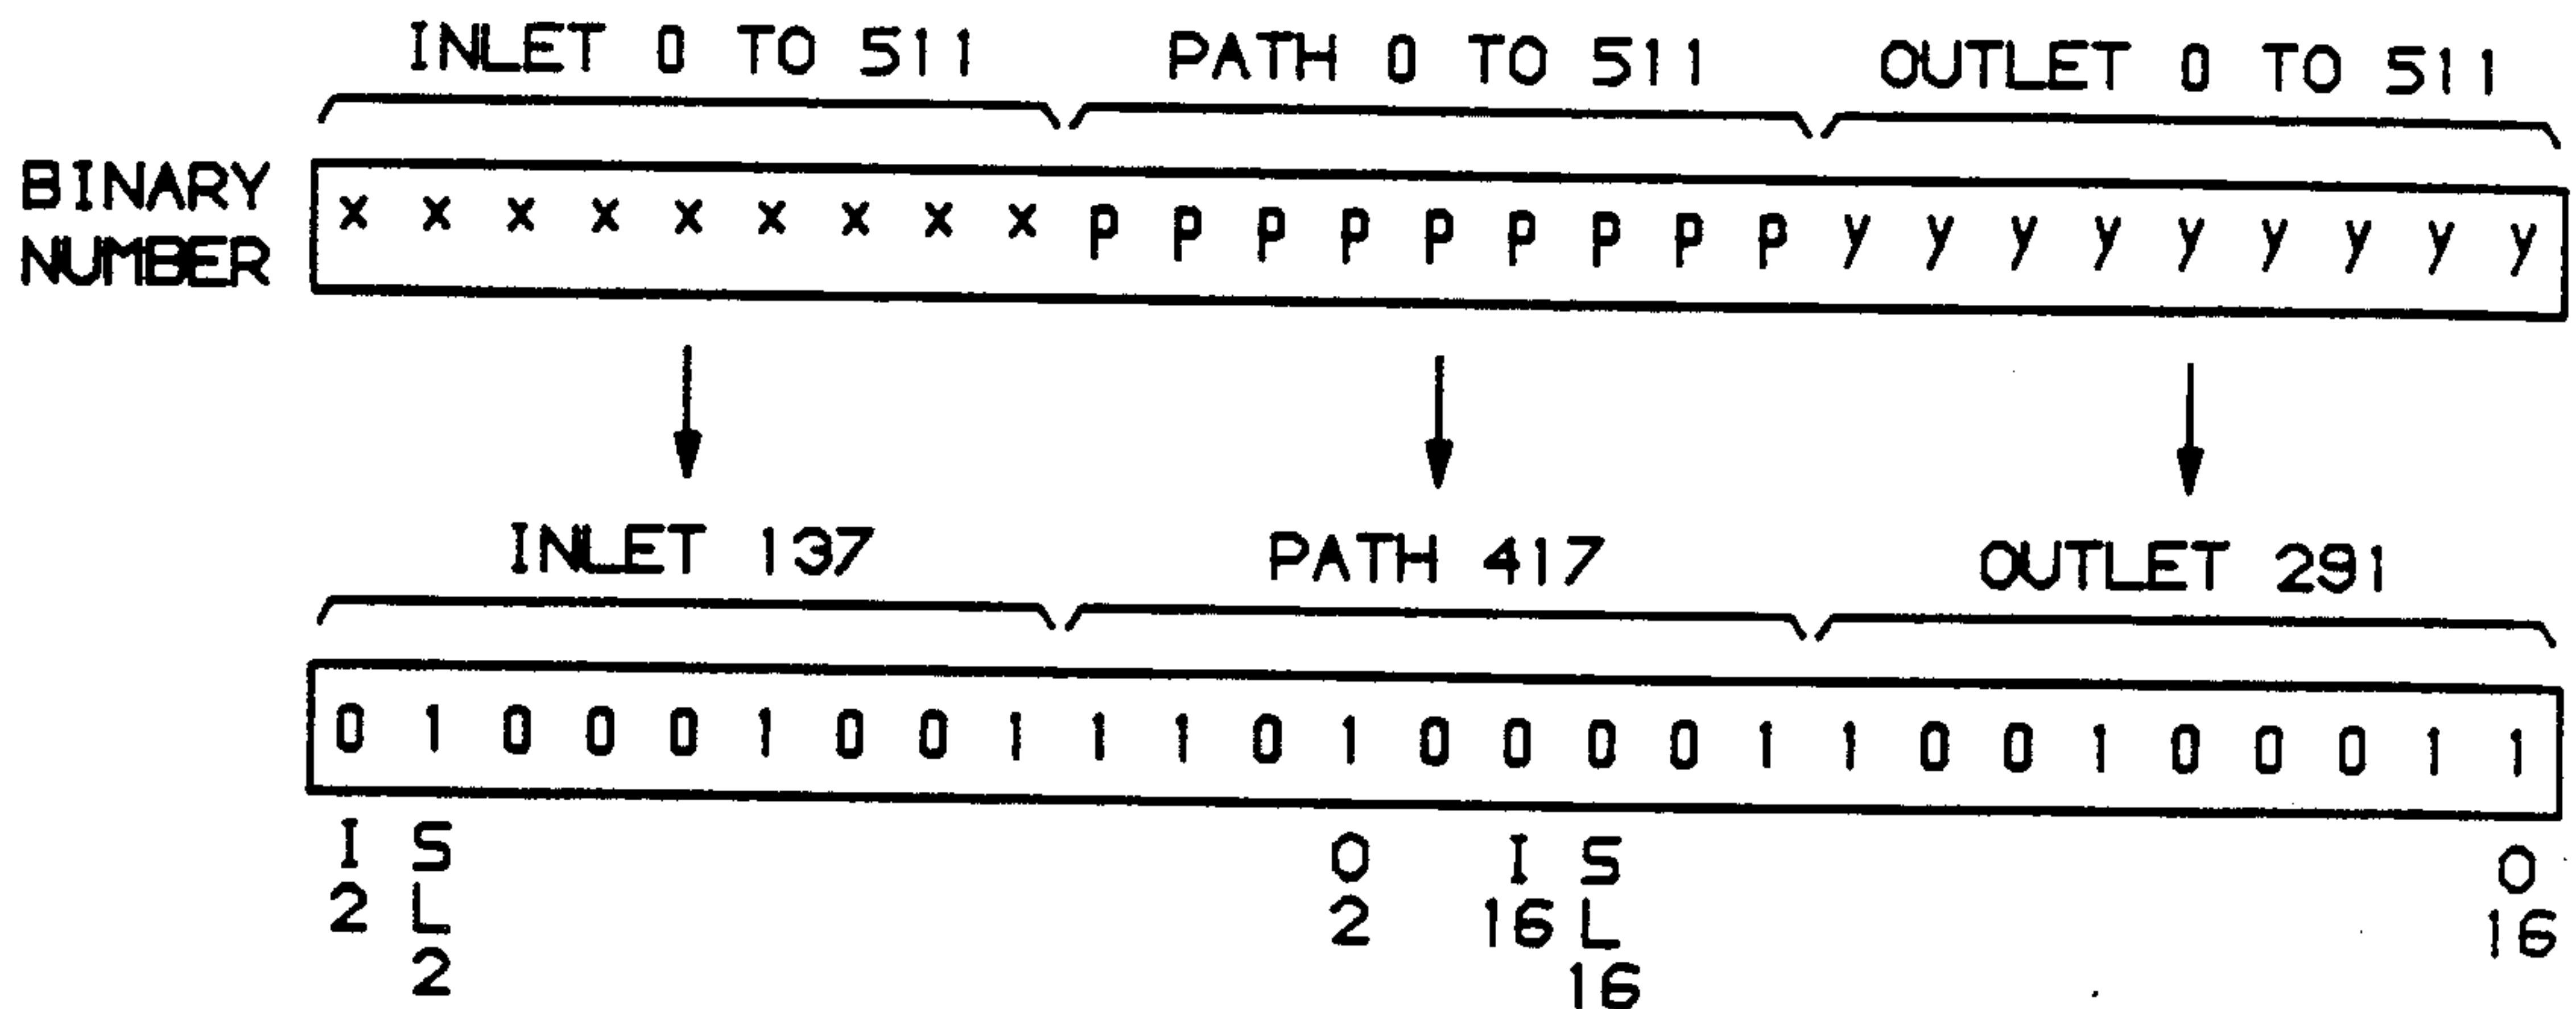 INLET 0 TO 511 PATH 0 TO 511 OUTLET 0 TO 511
BINARY
NUMBER
x x x x x x x x x p p p p p p p p p y y y y y y y y y
INLET 137 PATH 417 OUTLET 291
0 1 0 0 0 1 0 0 1 1 1 0 1 0 0 0 0 1 1 0 0 1 0 0 0 1 1
I S O I S O
2 L 2 16 L 16
2 16